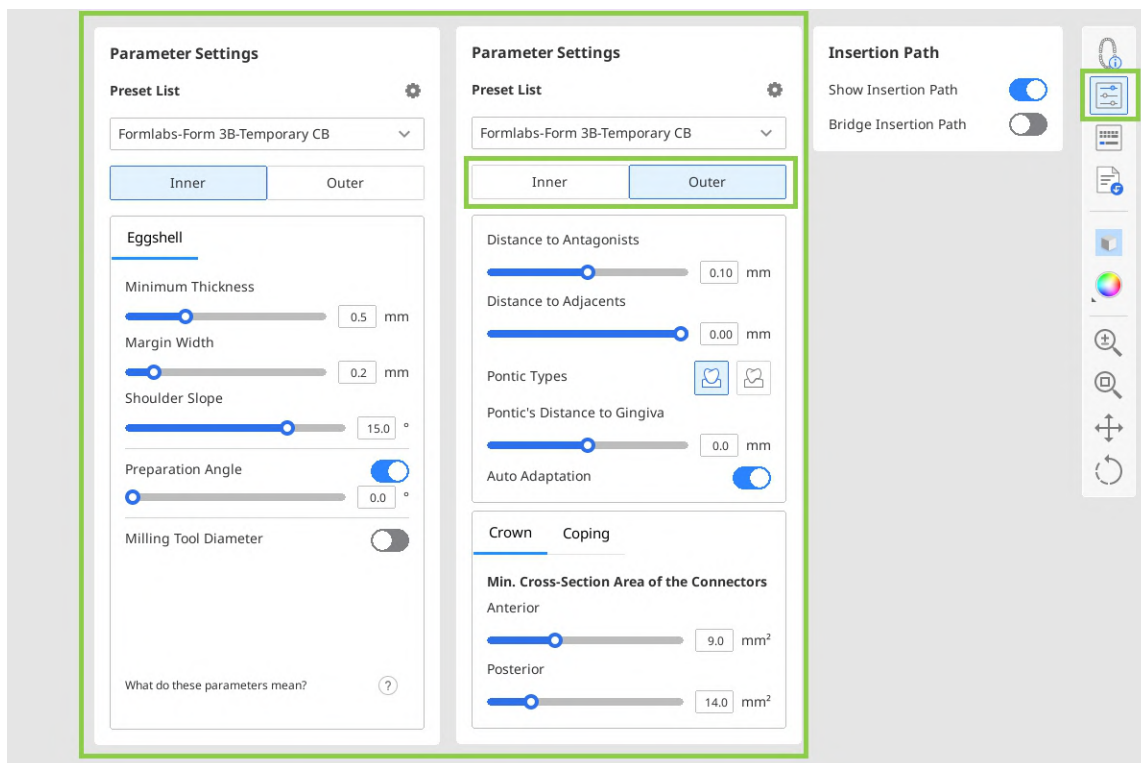 Parameter Settings
Preset List
Formlabs-Form 3B-Temporary CB
Inner Outer
Eggshell
Minimum Thickness
0.5 mm
Margin Width
0.2 mm
Shoulder Slope
15.0 °
Preparation Angle
0.0 °
Milling Tool Diameter
What do these parameters mean? ?
Parameter Settings
Preset List
Formlabs-Form 3B-Temporary CB
Inner Outer
Distance to Antagonists
0.10 mm
Distance to Adjacents
0.00 mm
Pontic Types
Pontic's Distance to Gingiva
0.0 mm
Auto Adaptation
Crown Coping
Min. Cross-Section Area of the Connectors
Anterior
9.0 mm²
Posterior
14.0 mm²
Insertion Path
Show Insertion Path
Bridge Insertion Path